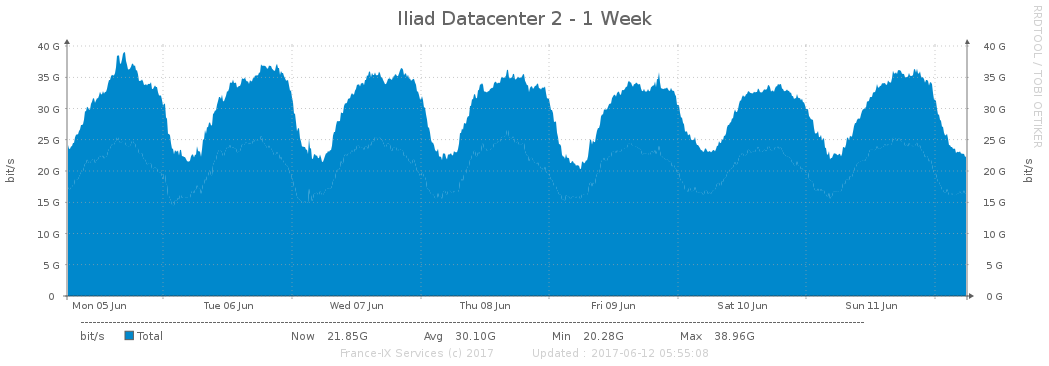 Iliad Datacenter 2 - 1 Week
RRDTOOL / TOBI OETIKER
40 G 40 G
35 G 35 G
30 G 30 G
25 G 25 G
20 G 20 G
15 G 15 G
10 G 10 G
5 G 5 G
0 0 G
bit/s bit/s
Mon 05 Jun Tue 06 Jun Wed 07 Jun Thu 08 Jun Fri 09 Jun Sat 10 Jun Sun 11 Jun
bit/s Total Now 21.85G Avg 30.10G Min 20.28G Max 38.96G
France-IX Services (c) 2017 Updated : 2017-06-12 05:55:08